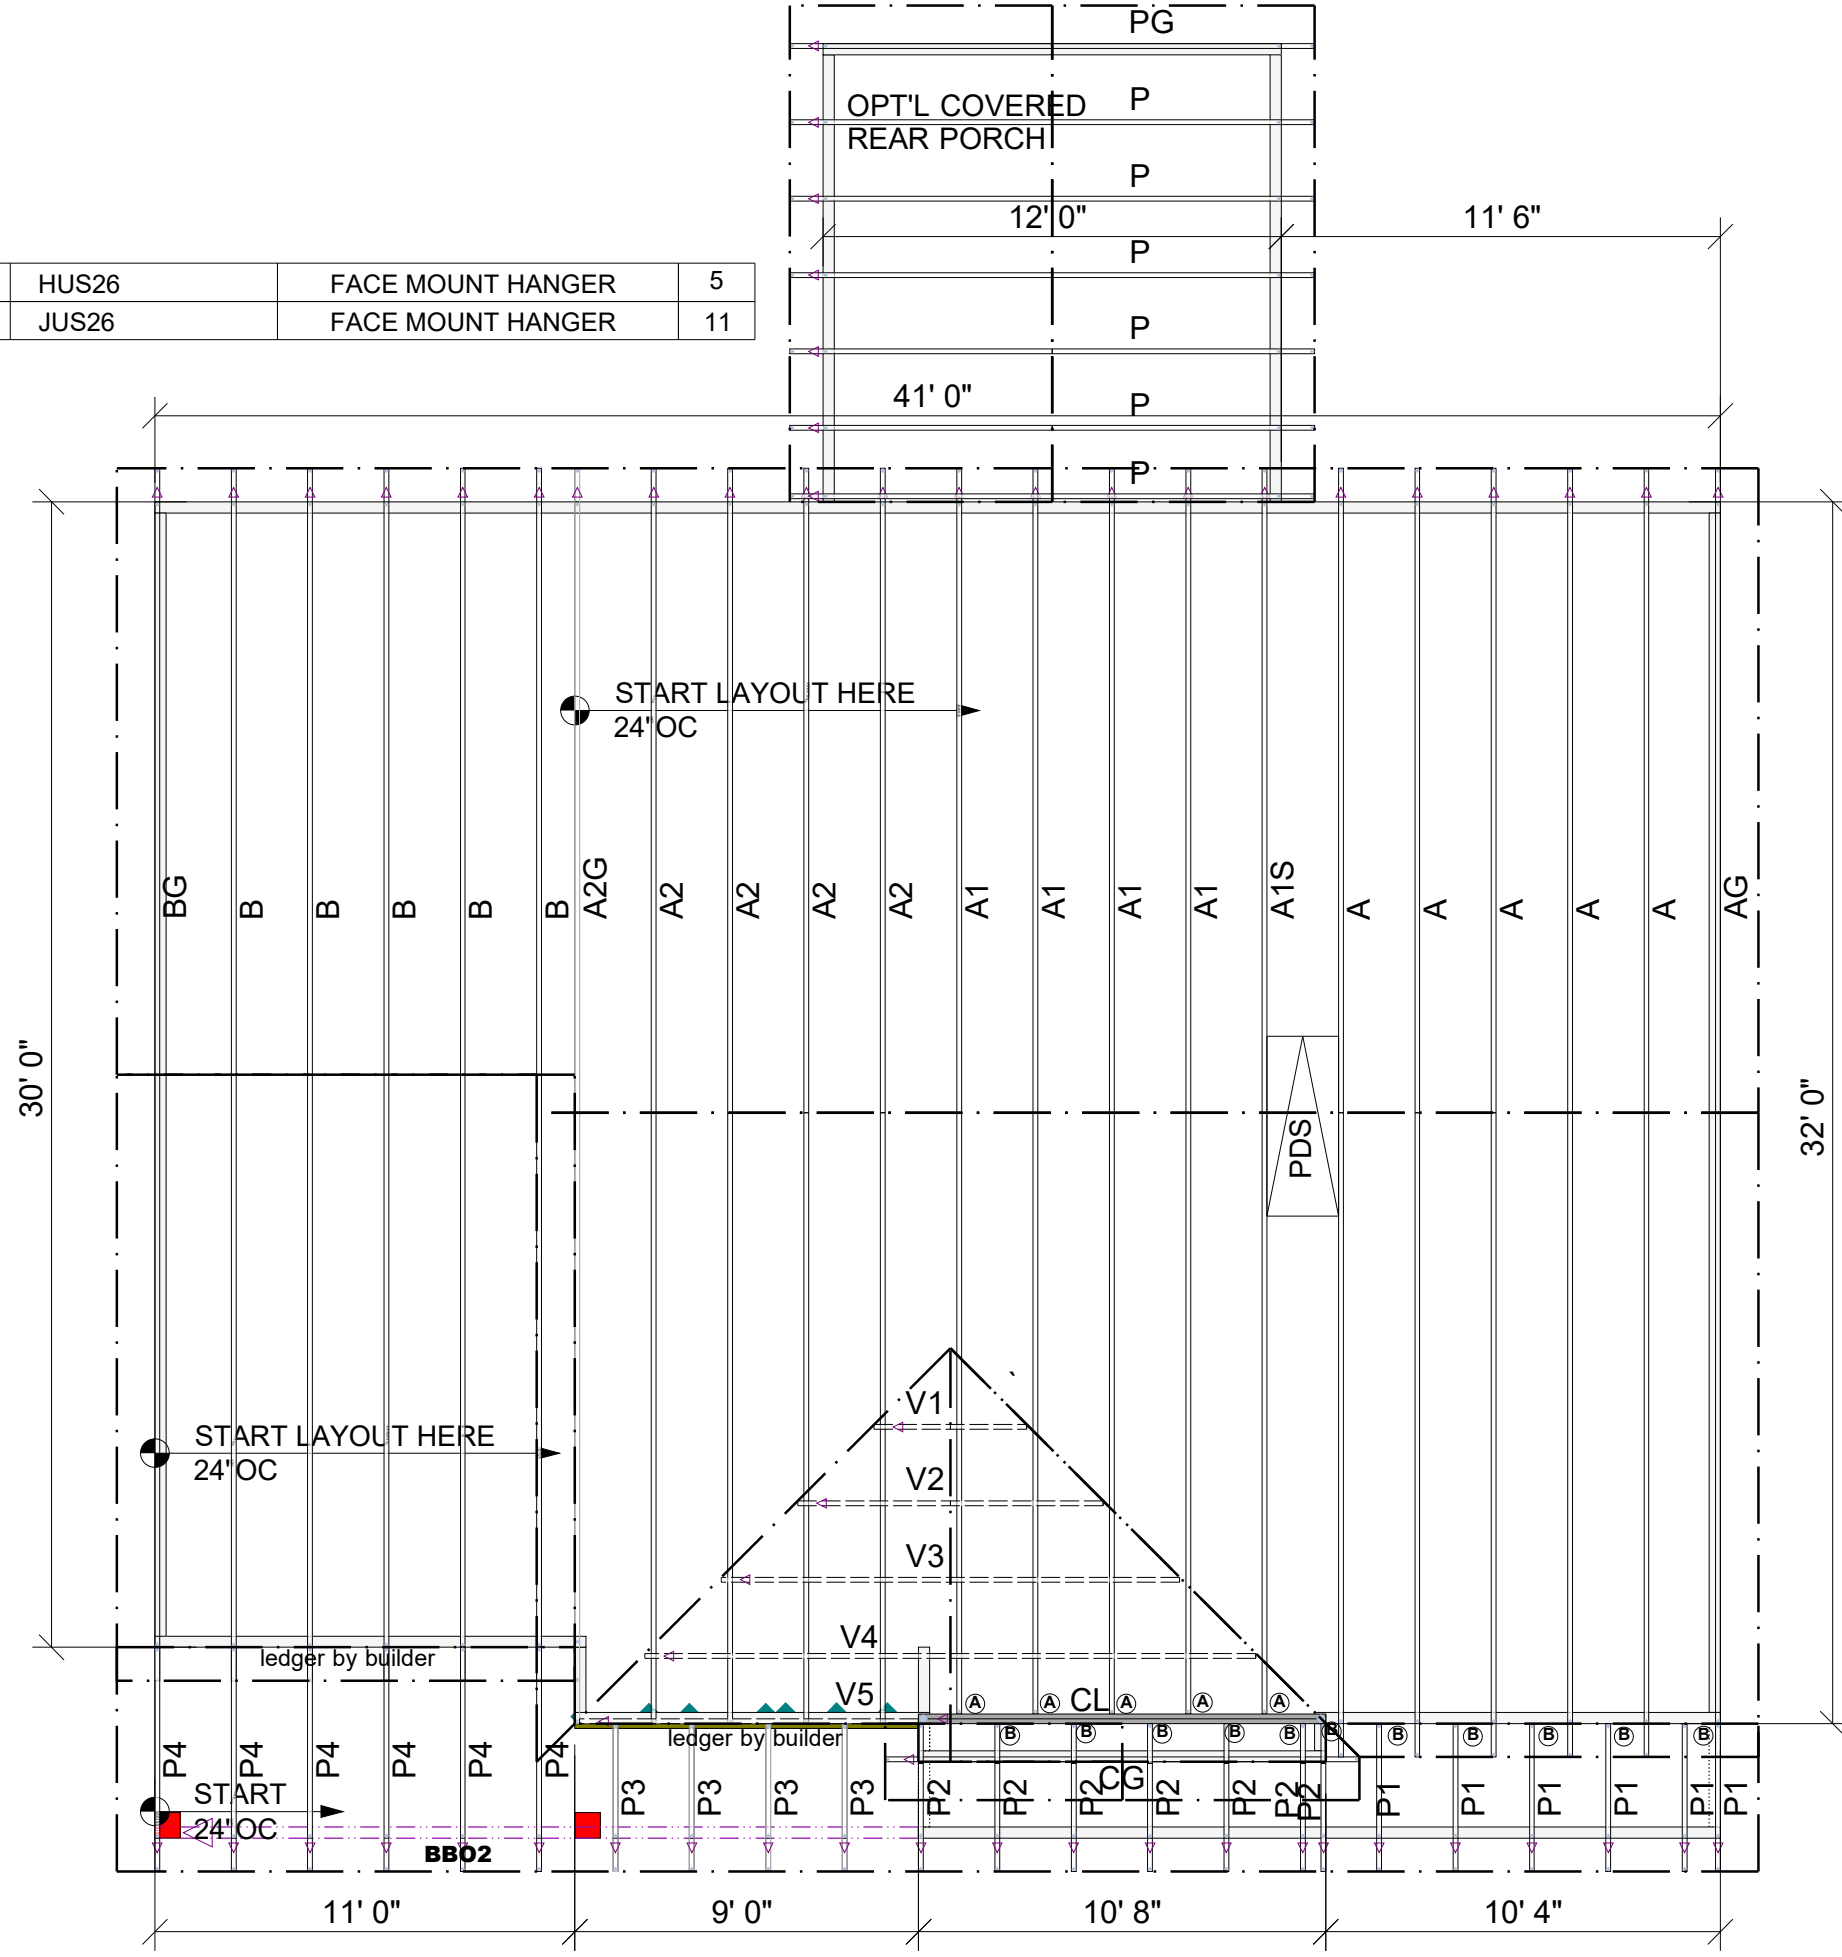 PG
OPT'L COVERED
REAR PORCH
P
P
12' 0"
11' 6"
P
HUS26 FACE MOUNT HANGER 5
JUS26 FACE MOUNT HANGER 11
P
P
41' 0"
P
START LAYOUT HERE
24"OC
BG B B B B B A2G A2 A2 A2 A2 A1 A1 A1 A1 A1S A A A A A AG
30' 0"
32' 0"
PDS
V1
START LAYOUT HERE
24"OC
V2
V3
V4
ledger by builder
V5
CL
A A A A A
ledger by builder
B B B B B B B B B B B
P4 P4 P4 P4 P4 P4 P3 P3 P3 P3 P2 P2 P2 P2 P2 P2 P2 P1 P1 P1 P1 P1 P1
CG
START
24"OC
BBO2
11' 0"
9' 0"
10' 8"
10' 4"